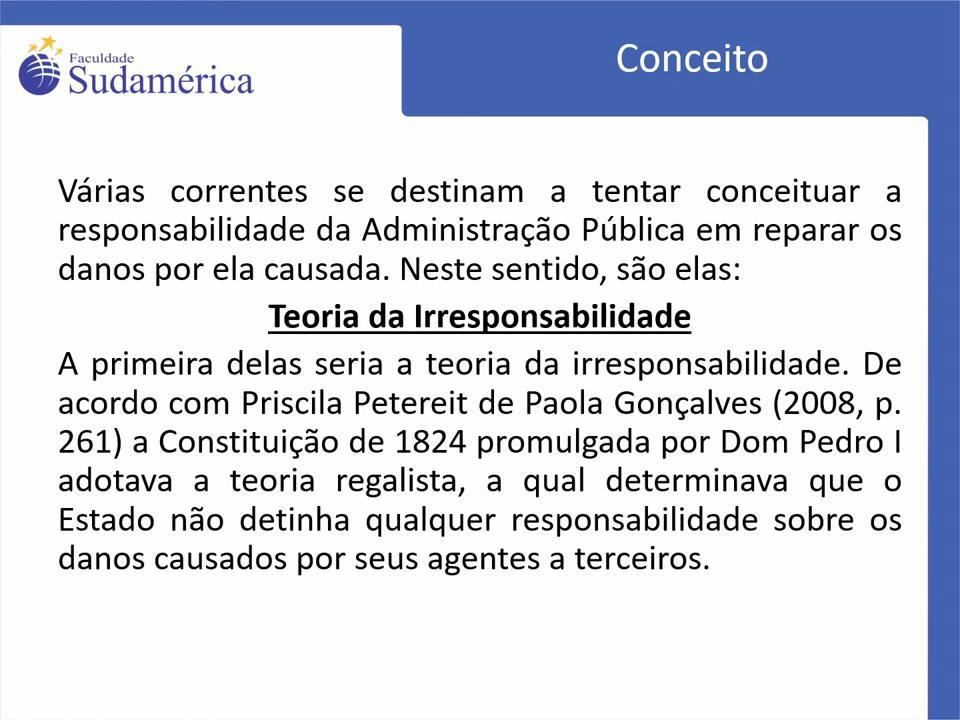 Faculdade
Sudamérica
Conceito
Várias correntes se destinam a tentar conceituar a
responsabilidade da Administração Pública em reparar os
danos por ela causada. Neste sentido, são elas:
Teoria da Irresponsabilidade
A primeira delas seria a teoria da irresponsabilidade. De
acordo com Priscila Petereit de Paola Gonçalves (2008, p.
261) a Constituição de 1824 promulgada por Dom Pedro I
adotava a teoria regalista, a qual determinava que o
Estado não detinha qualquer responsabilidade sobre os
danos causados por seus agentes a terceiros.